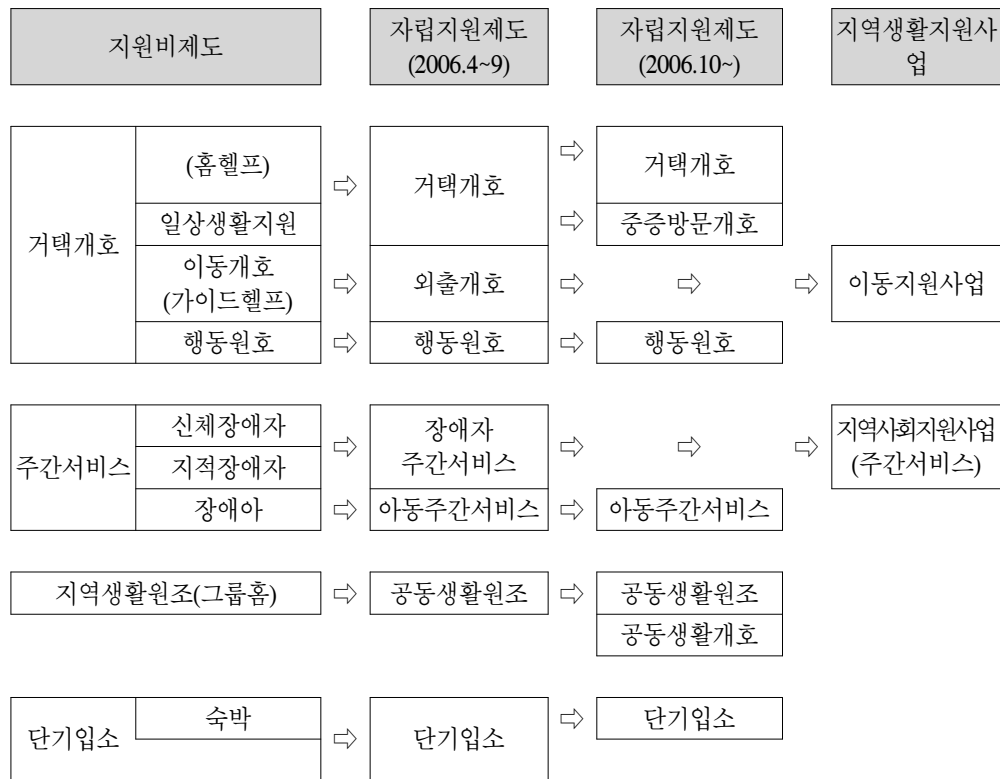 지원비제도
자립지원제도
(2006.4~9)
자립지원제도
(2006.10~)
지역생활지원사
업
거택개호
(홈헬프)
⇨
거택개호
⇨
거택개호
일상생활지원
⇨
중증방문개호
이동개호
(가이드헬프)
⇨
외출개호
⇨
⇨
⇨
이동지원사업
행동원호
⇨
행동원호
⇨
행동원호
주간서비스
신체장애자
지적장애자
⇨
장애자
주간서비스
⇨
⇨
⇨
지역사회지원사업
(주간서비스)
장애아
⇨
아동주간서비스
⇨
아동주간서비스
지역생활원조(그룹홈)
⇨
공동생활원조
⇨
공동생활원조
공동생활개호
단기입소
숙박
⇨
단기입소
⇨
단기입소